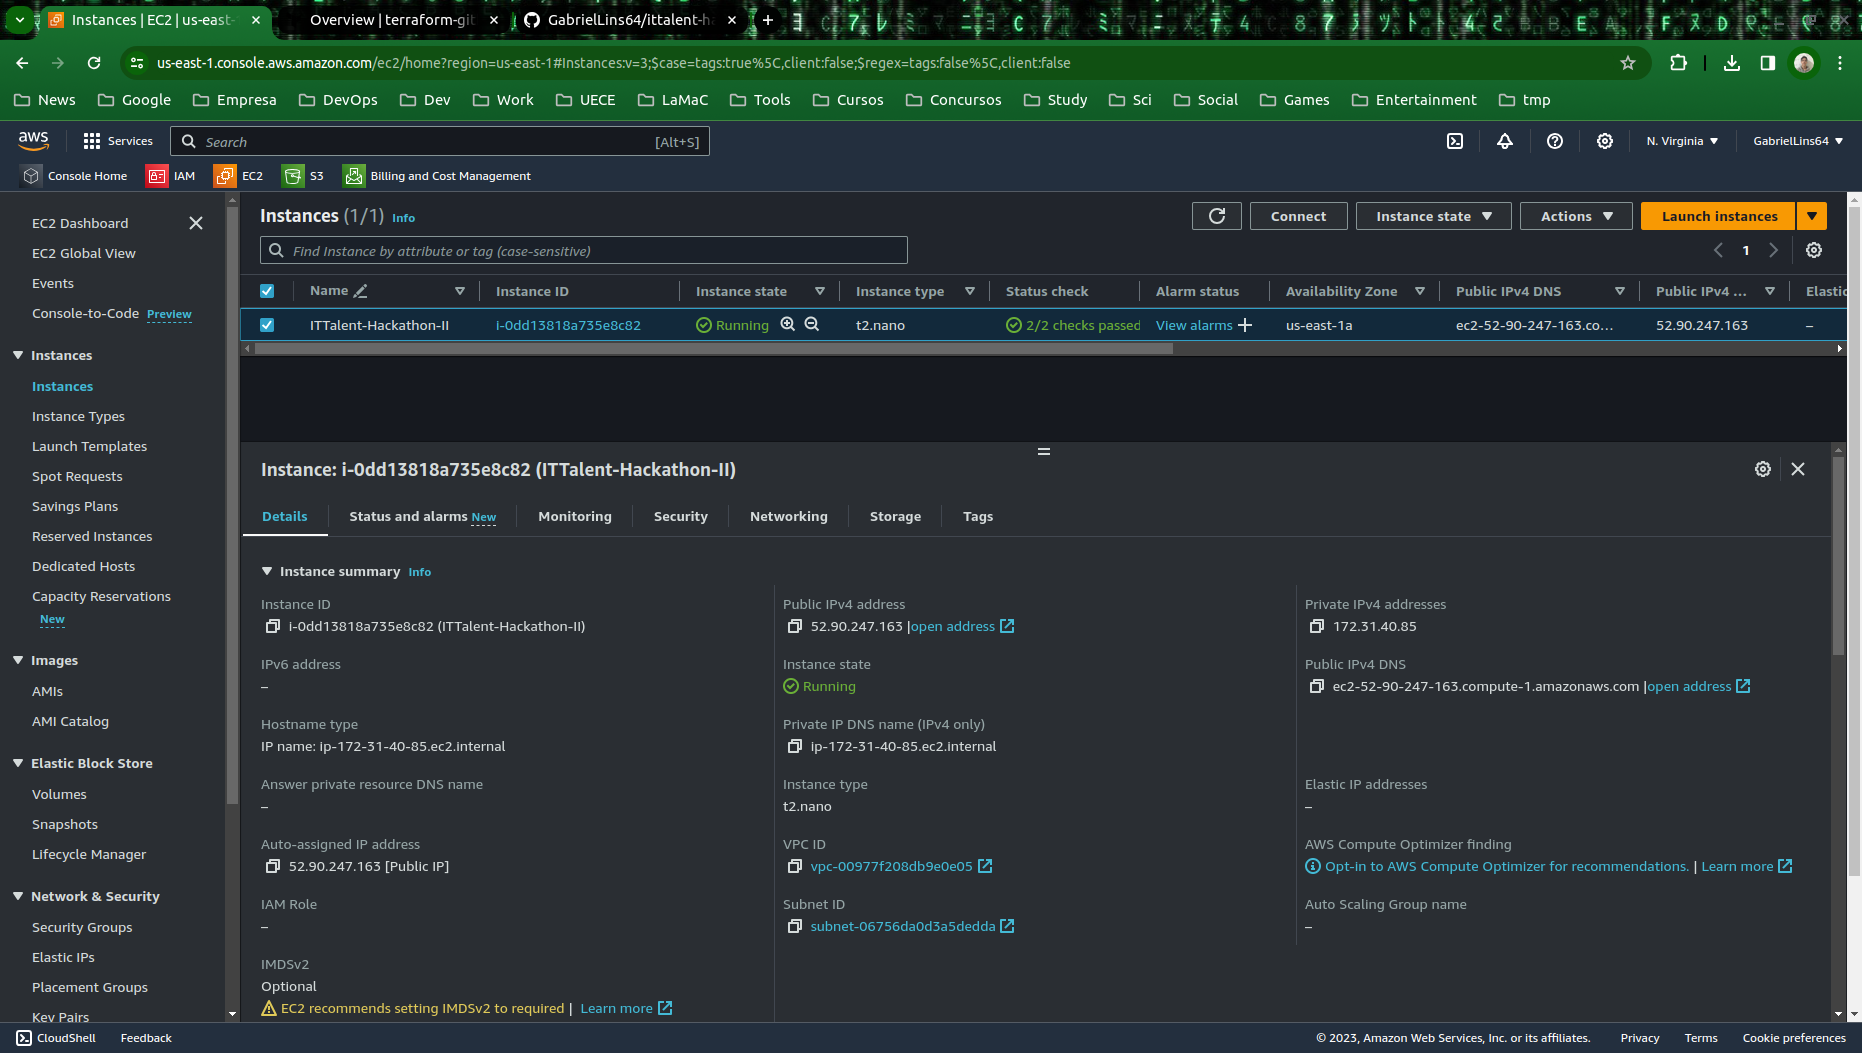 Instances | EC2 | us-east-
Overview | terraform-git
GabrielLins64/ittalent-ha
us-east-1.console.aws.amazon.com/ec2/home?region=us-east-1#Instances:v=3;$case=tags:true%5C,client:false;$regex=tags:false%5C,client:false
News Google Empresa DevOps Dev Work UECE LaMaC Tools Cursos Concursos Study Sci Social Games Entertainment tmp
aws Services Search [Alt+S] N. Virginia GabrielLins64
Console Home IAM EC2 S3 Billing and Cost Management
EC2 Dashboard
EC2 Global View
Events
Console-to-Code Preview
Instances
Instances
Instance Types
Launch Templates
Spot Requests
Savings Plans
Reserved Instances
Dedicated Hosts
Capacity Reservations
New
Images
AMIs
AMI Catalog
Elastic Block Store
Volumes
Snapshots
Lifecycle Manager
Network & Security
Security Groups
Elastic IPs
Placement Groups
Key Pairs
Instances (1/1) Info
Connect Instance state Actions Launch instances
Find Instance by attribute or tag (case-sensitive)
1
Name Instance ID Instance state Instance type Status check Alarm status Availability Zone Public IPv4 DNS Public IPv4 ... Elastic
ITTalent-Hackathon-II i-0dd13818a735e8c82 Running t2.nano 2/2 checks passed View alarms us-east-1a ec2-52-90-247-163.co... 52.90.247.163 –
Instance: i-0dd13818a735e8c82 (ITTalent-Hackathon-II)
Details Status and alarms New Monitoring Security Networking Storage Tags
Instance summary Info
Instance ID
i-0dd13818a735e8c82 (ITTalent-Hackathon-II)
Public IPv4 address
52.90.247.163 |open address
Private IPv4 addresses
172.31.40.85
IPv6 address
–
Instance state
Running
Public IPv4 DNS
ec2-52-90-247-163.compute-1.amazonaws.com |open address
Hostname type
IP name: ip-172-31-40-85.ec2.internal
Private IP DNS name (IPv4 only)
ip-172-31-40-85.ec2.internal
Answer private resource DNS name
–
Instance type
t2.nano
Elastic IP addresses
–
Auto-assigned IP address
52.90.247.163 [Public IP]
VPC ID
vpc-00977f208db9e0e05
AWS Compute Optimizer finding
Opt-in to AWS Compute Optimizer for recommendations. | Learn more
IAM Role
–
Subnet ID
subnet-06756da0d3a5dedda
Auto Scaling Group name
–
IMDSv2
Optional
EC2 recommends setting IMDSv2 to required | Learn more
CloudShell Feedback © 2023, Amazon Web Services, Inc. or its affiliates. Privacy Terms Cookie preferences